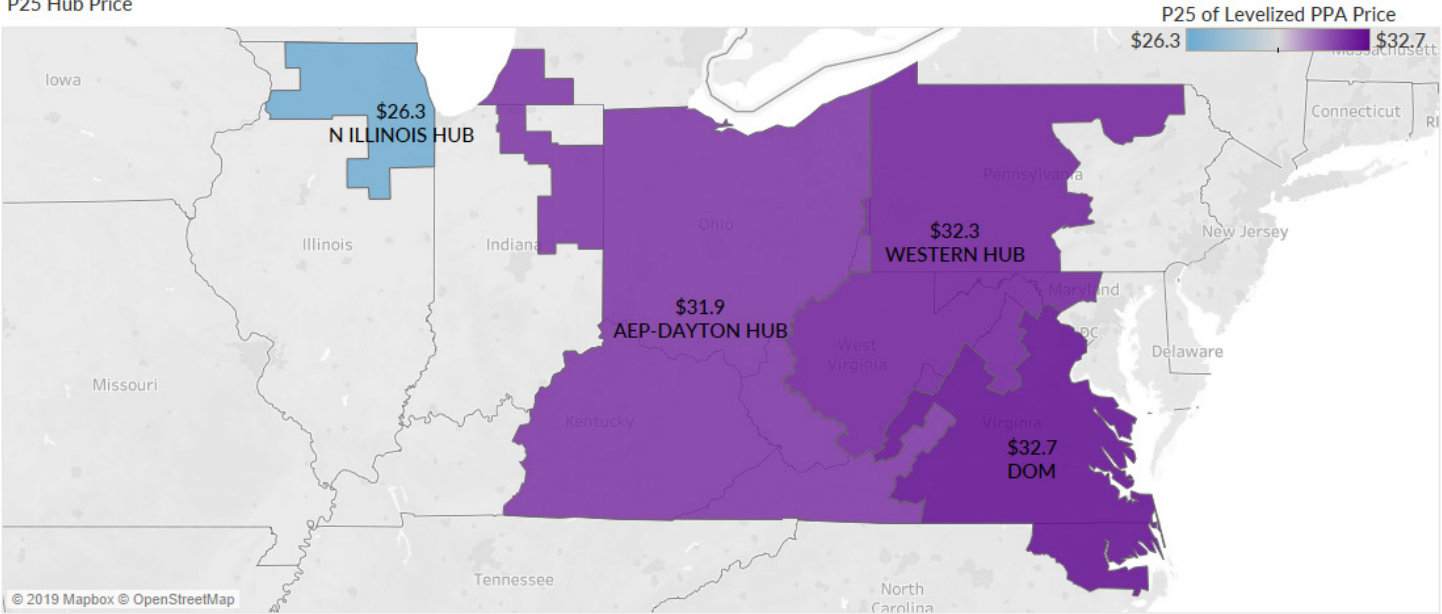 P25 Hub Price
P25 of Levelized PPA Price
$26.3
$32.7
Massachusett
Iowa
Connecticut
RI
$26.3
N ILLINOIS HUB
Pennsylvania
Ohio
Illinois
Indiana
$32.3
WESTERN HUB
New Jersey
Maryland
$31.9
AEP-DAYTON HUB
DC
West
Virginia
Delaware
Missouri
Kentucky
Virginia
$32.7
DOM
Tennessee
North
Carolina
© 2019 Mapbox © OpenStreetMap